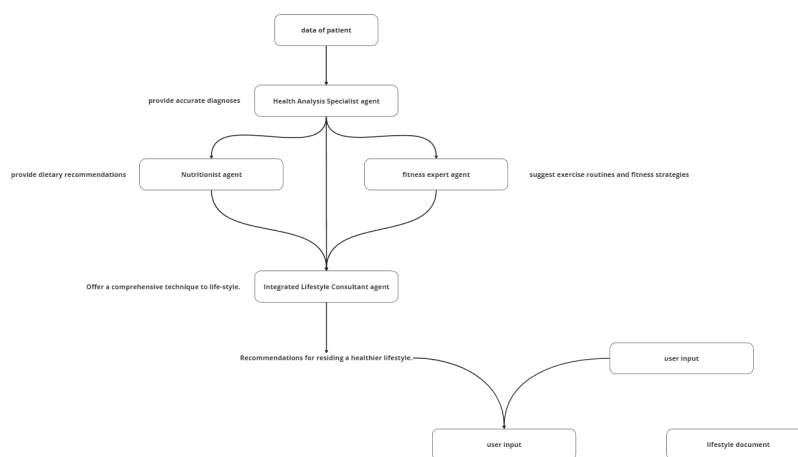 data of patient
provide accurate diagnoses
Health Analysis Specialist agent
provide dietary recommendations
Nutritionist agent
fitness expert agent
suggest exercise routines and fitness strategies
Offer a comprehensive technique to life-style.
Integrated Lifestyle Consultant agent
Recommendations for residing a healthier lifestyle.
user input
user input
lifestyle document